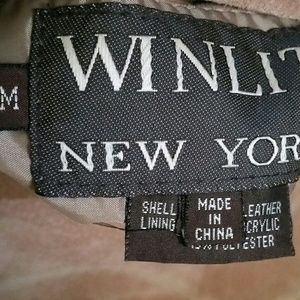 M
WINLIT
NEW YOR
SHELL
LINING
MADE
IN
CHINA
LEATHER
CRYLIC
ESTER